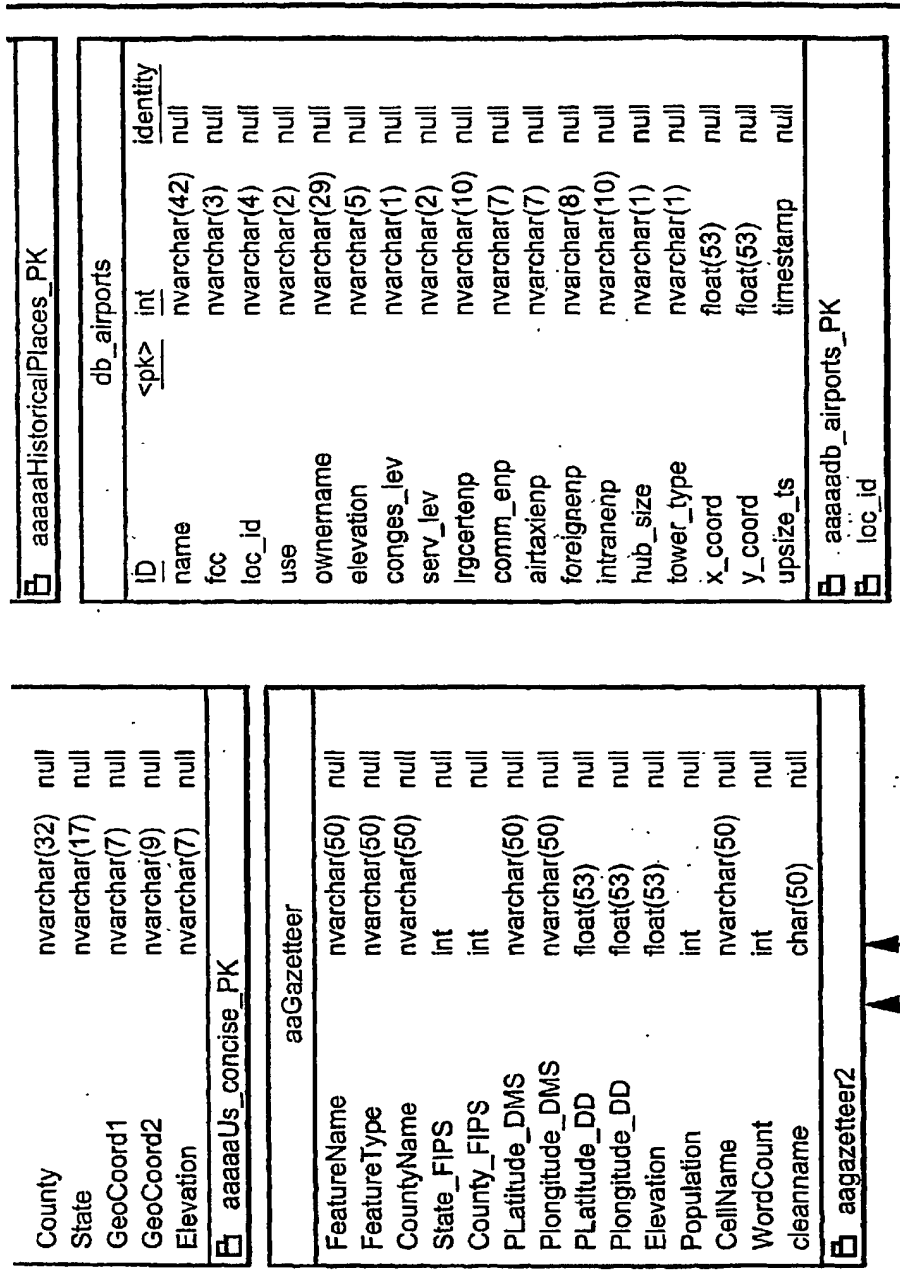 County nvarchar(32) null
State nvarchar(17) null
GeoCoord1 nvarchar(7) null
GeoCoord2 nvarchar(9) null
Elevation nvarchar(7) null
aaaaaUs_concise_PK
aaGazetteer
FeatureName nvarchar(50) null
FeatureType nvarchar(50) null
CountyName nvarchar(50) null
State_FIPS int null
County_FIPS int null
PLatitude_DMS nvarchar(50) null
Plongitude_DMS nvarchar(50) null
PLatitude_DD float(53) null
Plongitude_DD float(53) null
Elevation float(53) null
Population int null
CellName nvarchar(50) null
WordCount int null
cleanname char(50) null
aagazetteer2
aaaaaHistoricalPlaces_PK
db_airports
ID <pk> int identity
name nvarchar(42) null
fcc nvarchar(3) null
loc_id nvarchar(4) null
use nvarchar(2) null
ownername nvarchar(29) null
elevation nvarchar(5) null
conges_lev nvarchar(1) null
serv_lev nvarchar(2) null
lrgcertenp nvarchar(10) null
comm_enp nvarchar(7) null
airtaxienp nvarchar(7) null
foreignenp nvarchar(8) null
intranenp nvarchar(10) null
hub_size nvarchar(1) null
tower_type nvarchar(1) null
x_coord float(53) null
y_coord float(53) null
upsize_ts timestamp null
aaaaadb_airports_PK
loc_id